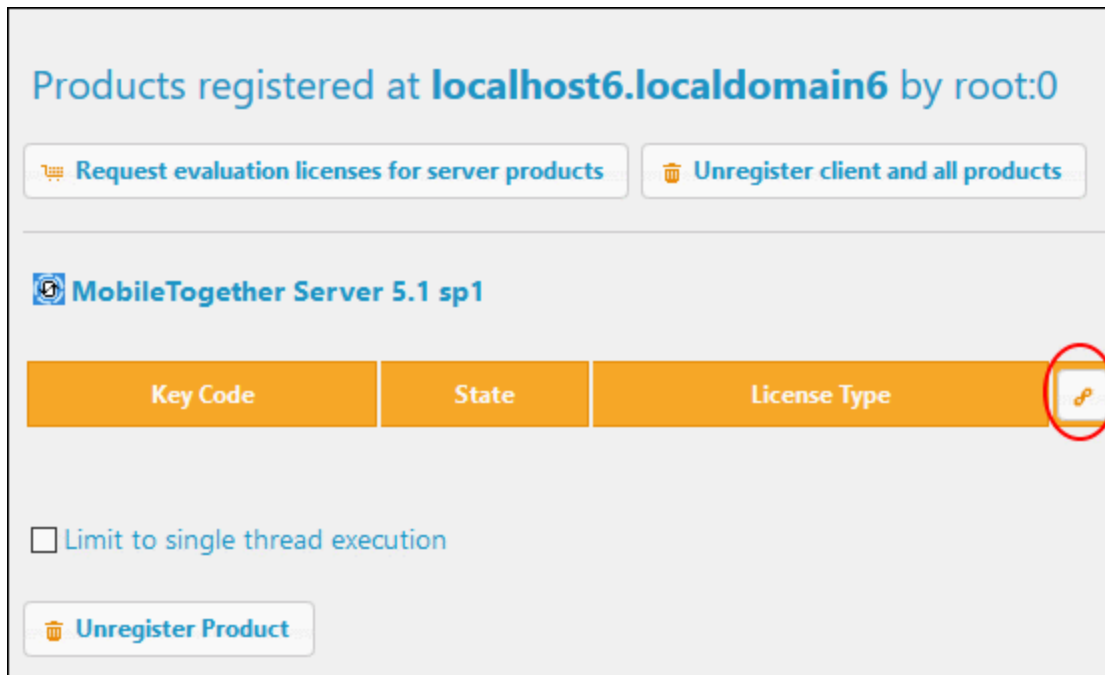 Products registered at localhost6.localdomain6 by root:0
Request evaluation licenses for server products Unregister client and all products
MobileTogether Server 5.1 sp1
Key Code State License Type
Limit to single thread execution
Unregister Product